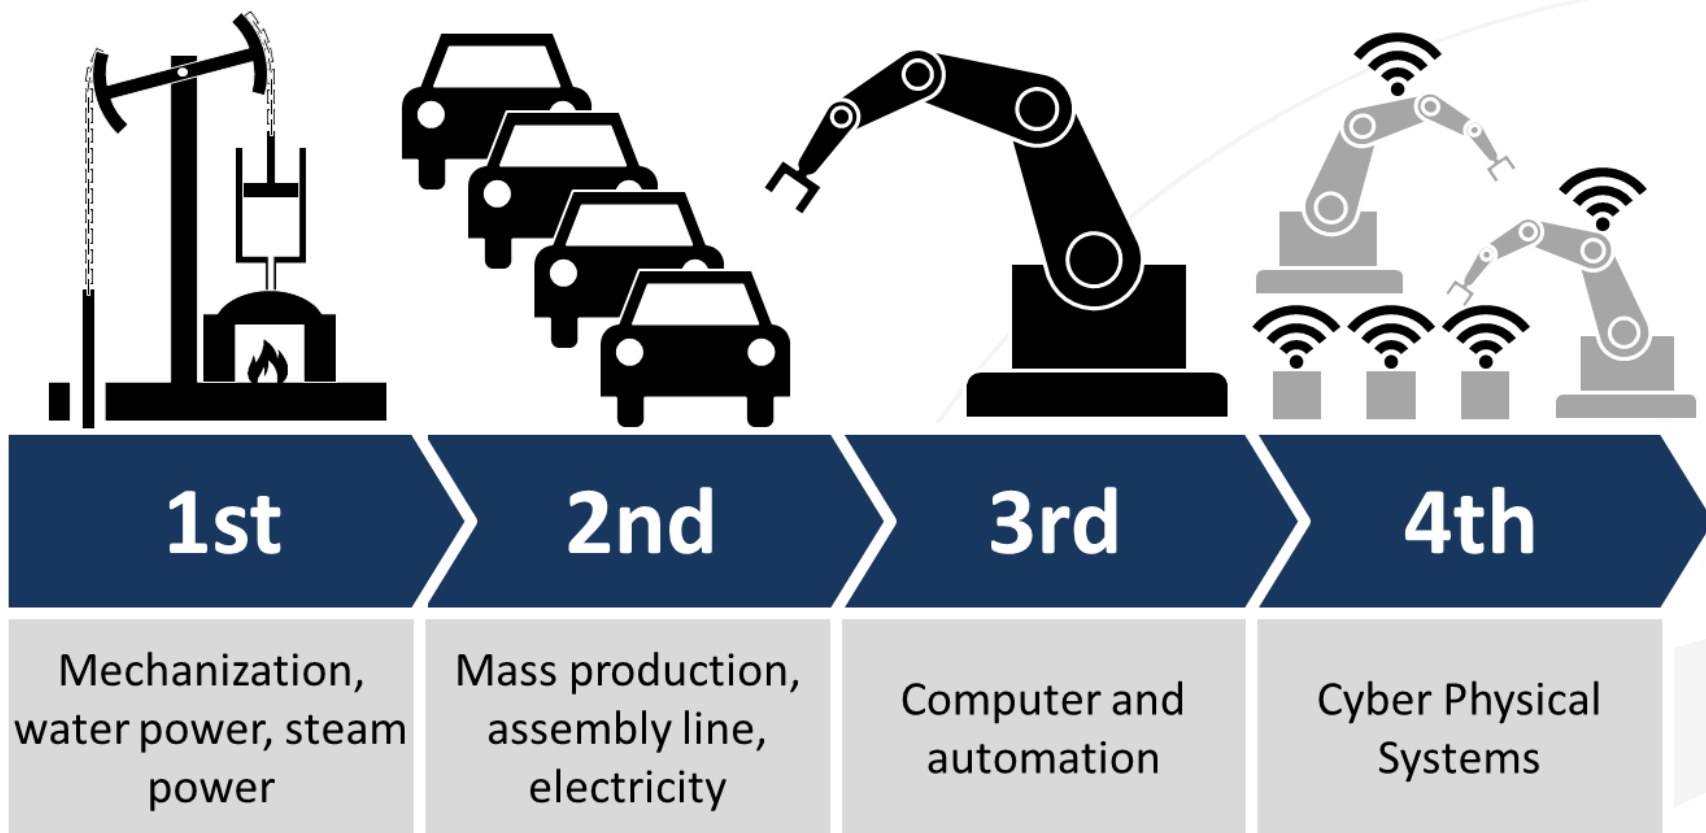 1st
2nd
3rd
4th
Mechanization,
water power, steam
power
Mass production,
assembly line,
electricity
Computer and
automation
Cyber Physical
Systems